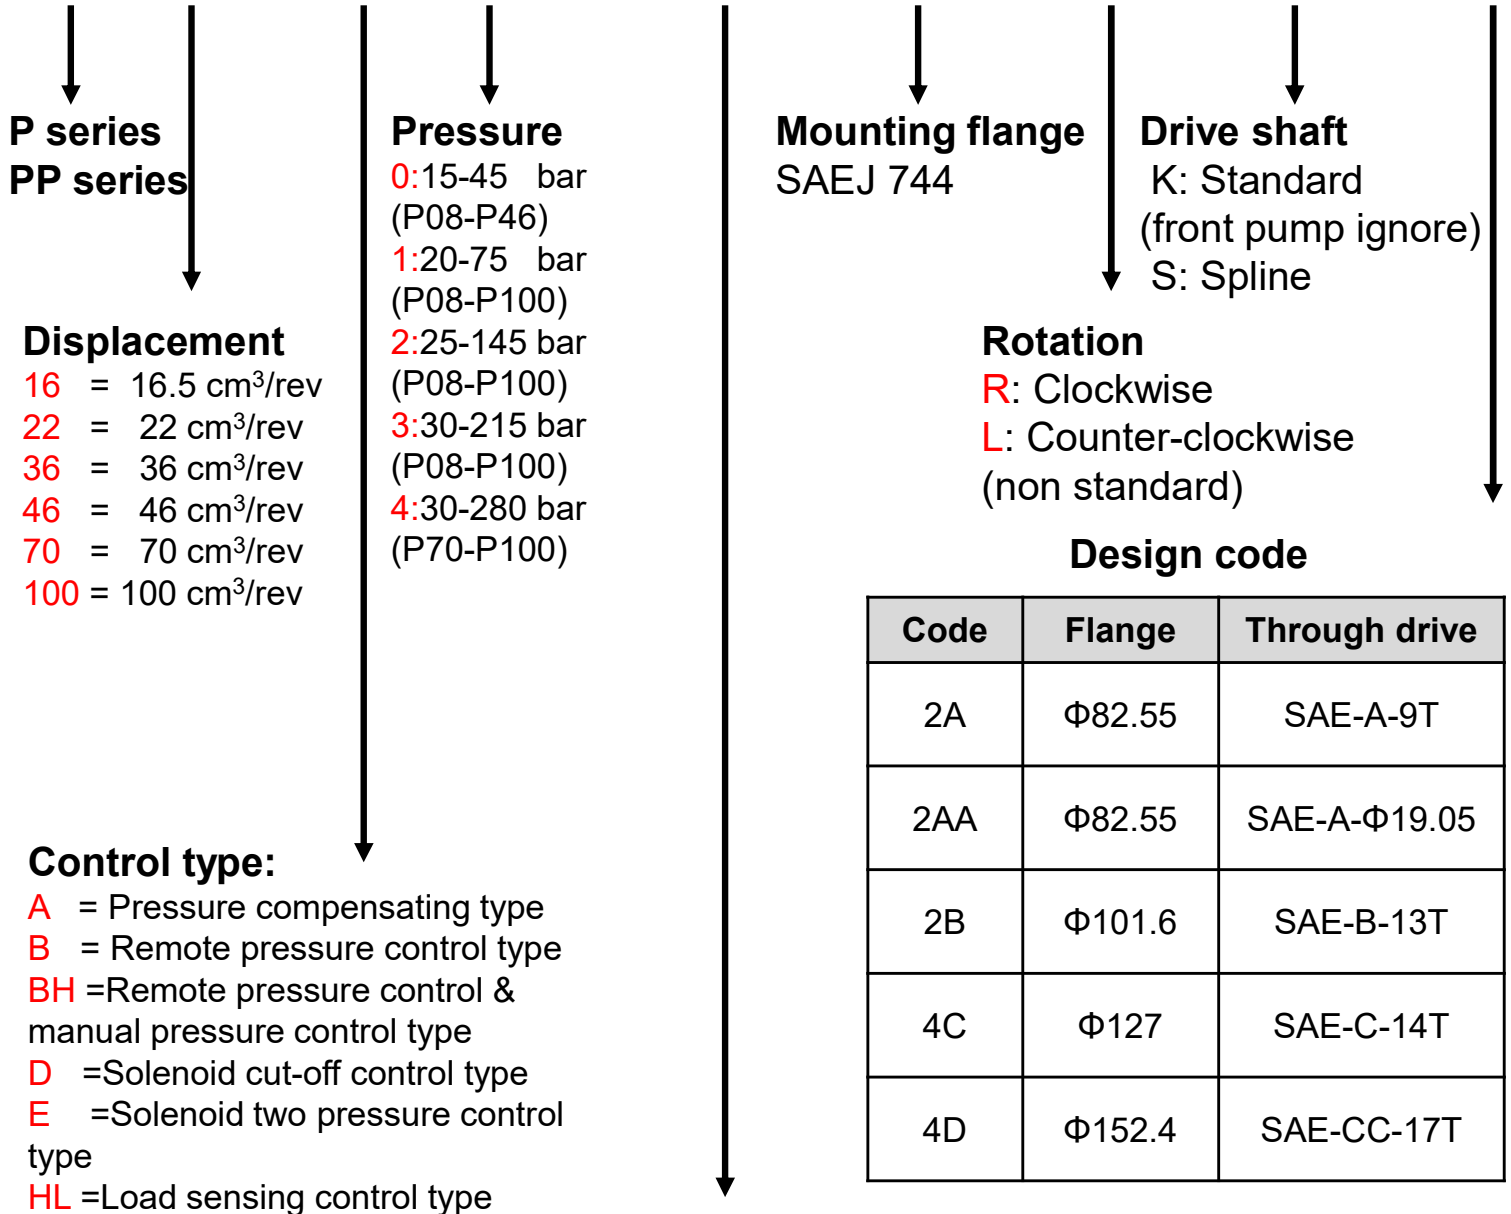 P series
PP series
Pressure
0:15-45 bar
(P08-P46)
1:20-75 bar
(P08-P100)
2:25-145 bar
(P08-P100)
3:30-215 bar
(P08-P100)
4:30-280 bar
(P70-P100)
Mounting flange
SAEJ 744
Drive shaft
K: Standard
(front pump ignore)
S: Spline
Displacement
16 = 16.5 cm³/rev
22 = 22 cm³/rev
36 = 36 cm³/rev
46 = 46 cm³/rev
70 = 70 cm³/rev
100 = 100 cm³/rev
Rotation
R: Clockwise
L: Counter-clockwise
(non standard)
Design code
Code Flange Through drive
2A Φ82.55 SAE-A-9T
2AA Φ82.55 SAE-A-Φ19.05
2B Φ101.6 SAE-B-13T
4C Φ127 SAE-C-14T
4D Φ152.4 SAE-CC-17T
Control type:
A = Pressure compensating type
B = Remote pressure control type
BH =Remote pressure control &
manual pressure control type
D =Solenoid cut-off control type
E =Solenoid two pressure control
type
HL =Load sensing control type